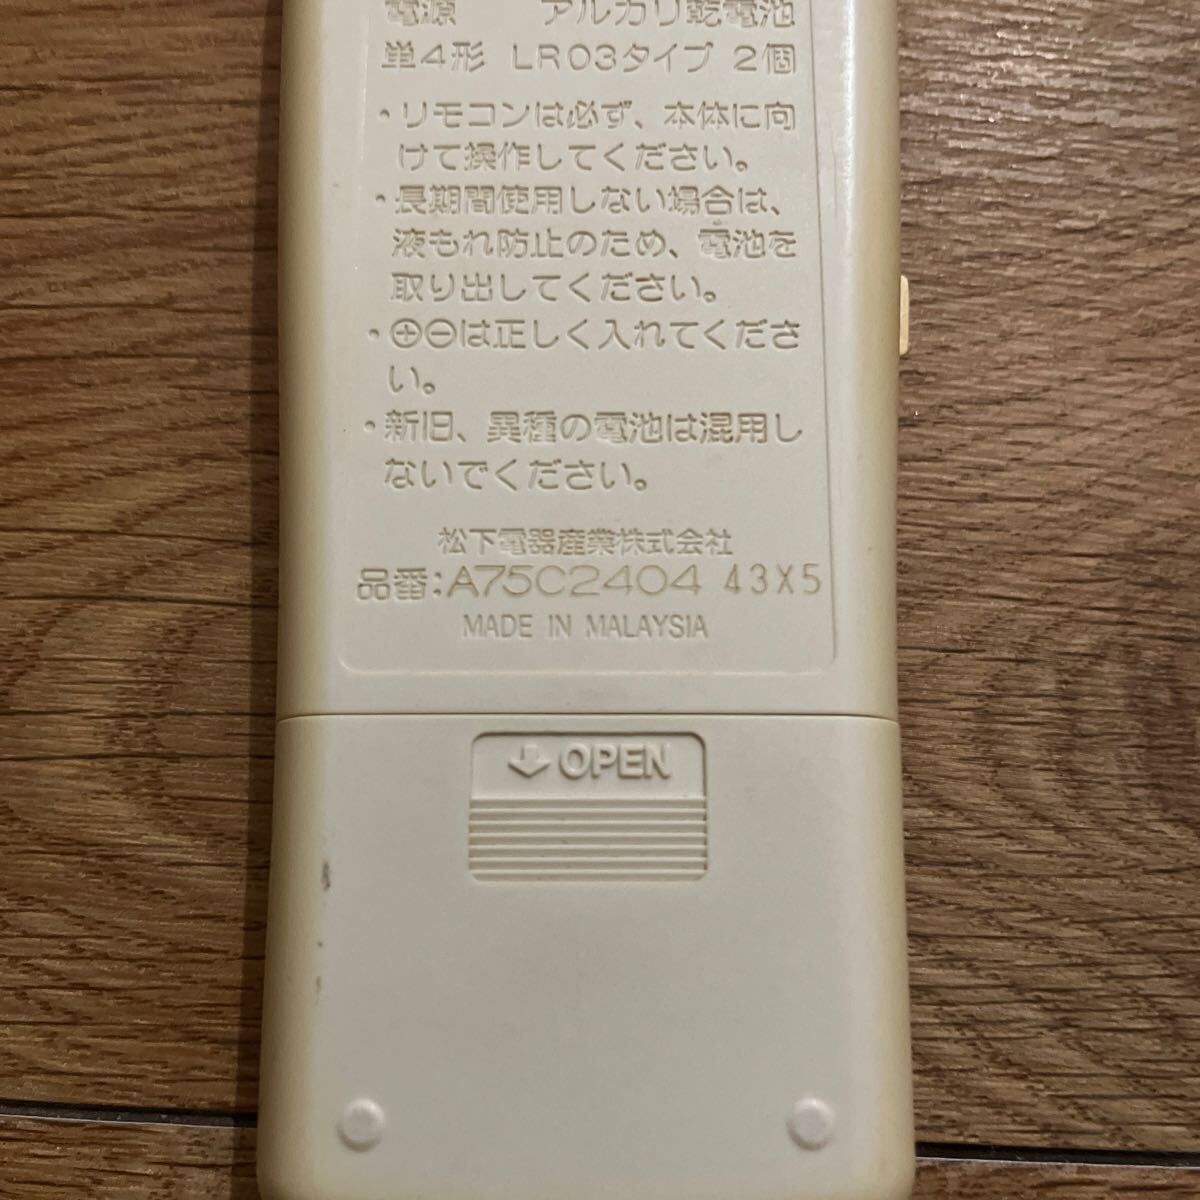 電源 アルカリ乾電池
単4形 LR03タイプ 2個
・リモコンは必ず、本体に向
けて操作してください。
・長期間使用しない場合は、
液もれ防止のため、電池を
取り出してください。
・⊕⊖は正しく入れてくださ
い。
・新旧、異種の電池は混用し
ないでください。
松下電器産業株式会社
品番:A75C2404 43X5
MADE IN MALAYSIA
⇩ OPEN